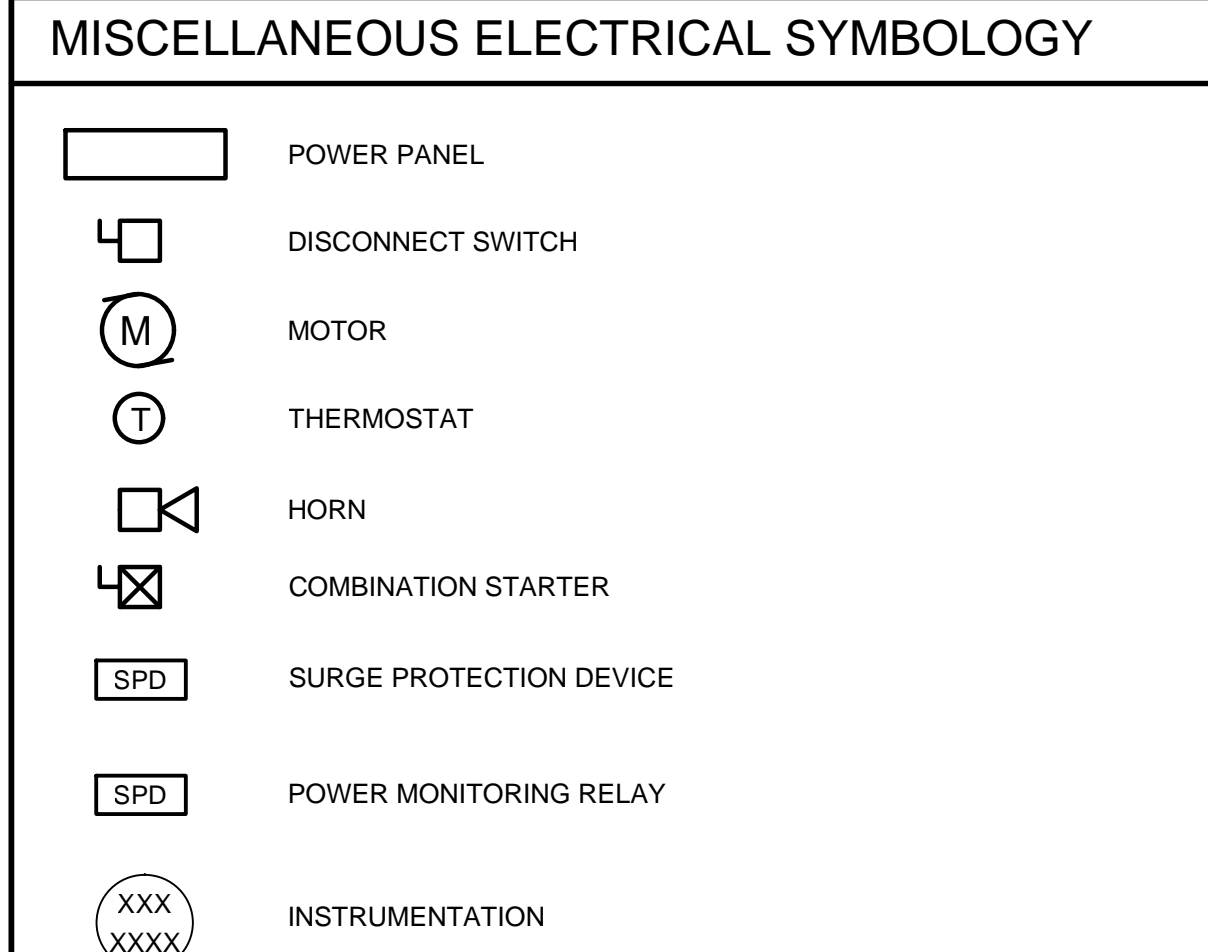 MISCELLANEOUS ELECTRICAL SYMBOLOGY
POWER PANEL
DISCONNECT SWITCH
M MOTOR
T THERMOSTAT
HORN
COMBINATION STARTER
SPD SURGE PROTECTION DEVICE
SPD POWER MONITORING RELAY
XXX
XXXX
INSTRUMENTATION